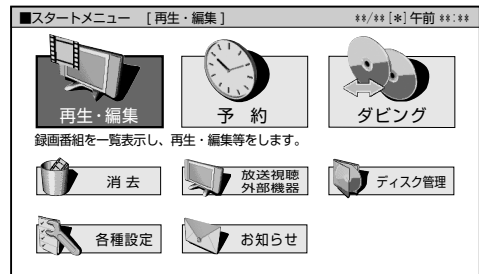 ■スタートメニュー [ 再生・編集 ] **/** [*] 午前 **:**
再生・編集 予 約 ダビング
録画番組を一覧表示し、再生・編集等をします。
消 去 放送視聴 ディスク管理
外部機器
各種設定 お知らせ